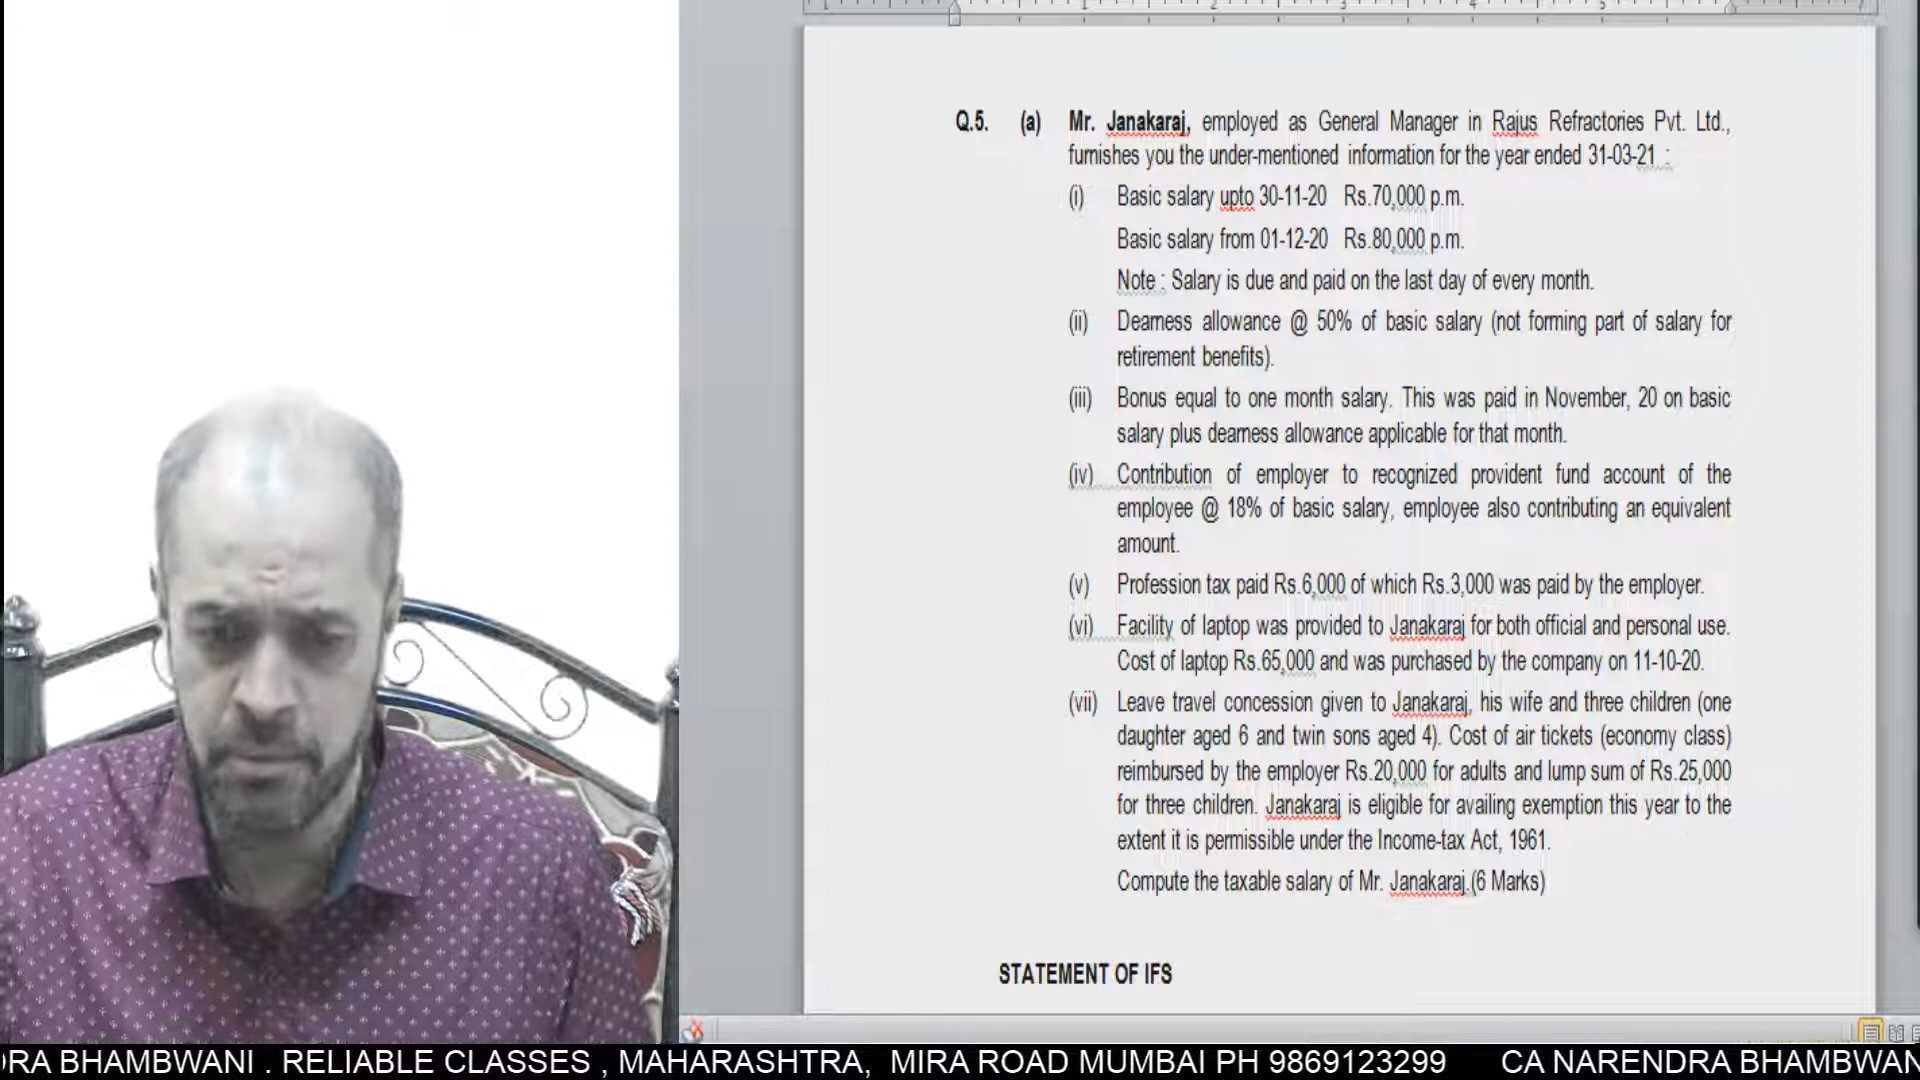 Q.5. (a) Mr. Janakaraj, employed as General Manager in Rajus Refractories Pvt. Ltd.,
furnishes you the under-mentioned information for the year ended 31-03-21 :
(i) Basic salary upto 30-11-20 Rs.70,000 p.m.
Basic salary from 01-12-20 Rs.80,000 p.m.
Note : Salary is due and paid on the last day of every month.
(ii) Dearness allowance @ 50% of basic salary (not forming part of salary for
retirement benefits).
(iii) Bonus equal to one month salary. This was paid in November, 20 on basic
salary plus dearness allowance applicable for that month.
(iv) Contribution of employer to recognized provident fund account of the
employee @ 18% of basic salary, employee also contributing an equivalent
amount.
(v) Profession tax paid Rs.6,000 of which Rs.3,000 was paid by the employer.
(vi) Facility of laptop was provided to Janakaraj for both official and personal use.
Cost of laptop Rs.65,000 and was purchased by the company on 11-10-20.
(vii) Leave travel concession given to Janakaraj, his wife and three children (one
daughter aged 6 and twin sons aged 4). Cost of air tickets (economy class)
reimbursed by the employer Rs.20,000 for adults and lump sum of Rs.25,000
for three children. Janakaraj is eligible for availing exemption this year to the
extent it is permissible under the Income-tax Act, 1961.
Compute the taxable salary of Mr. Janakaraj.(6 Marks)
STATEMENT OF IFS
DRA BHAMBWANI . RELIABLE CLASSES , MAHARASHTRA, MIRA ROAD MUMBAI PH 9869123299 CA NARENDRA BHAMBWAN